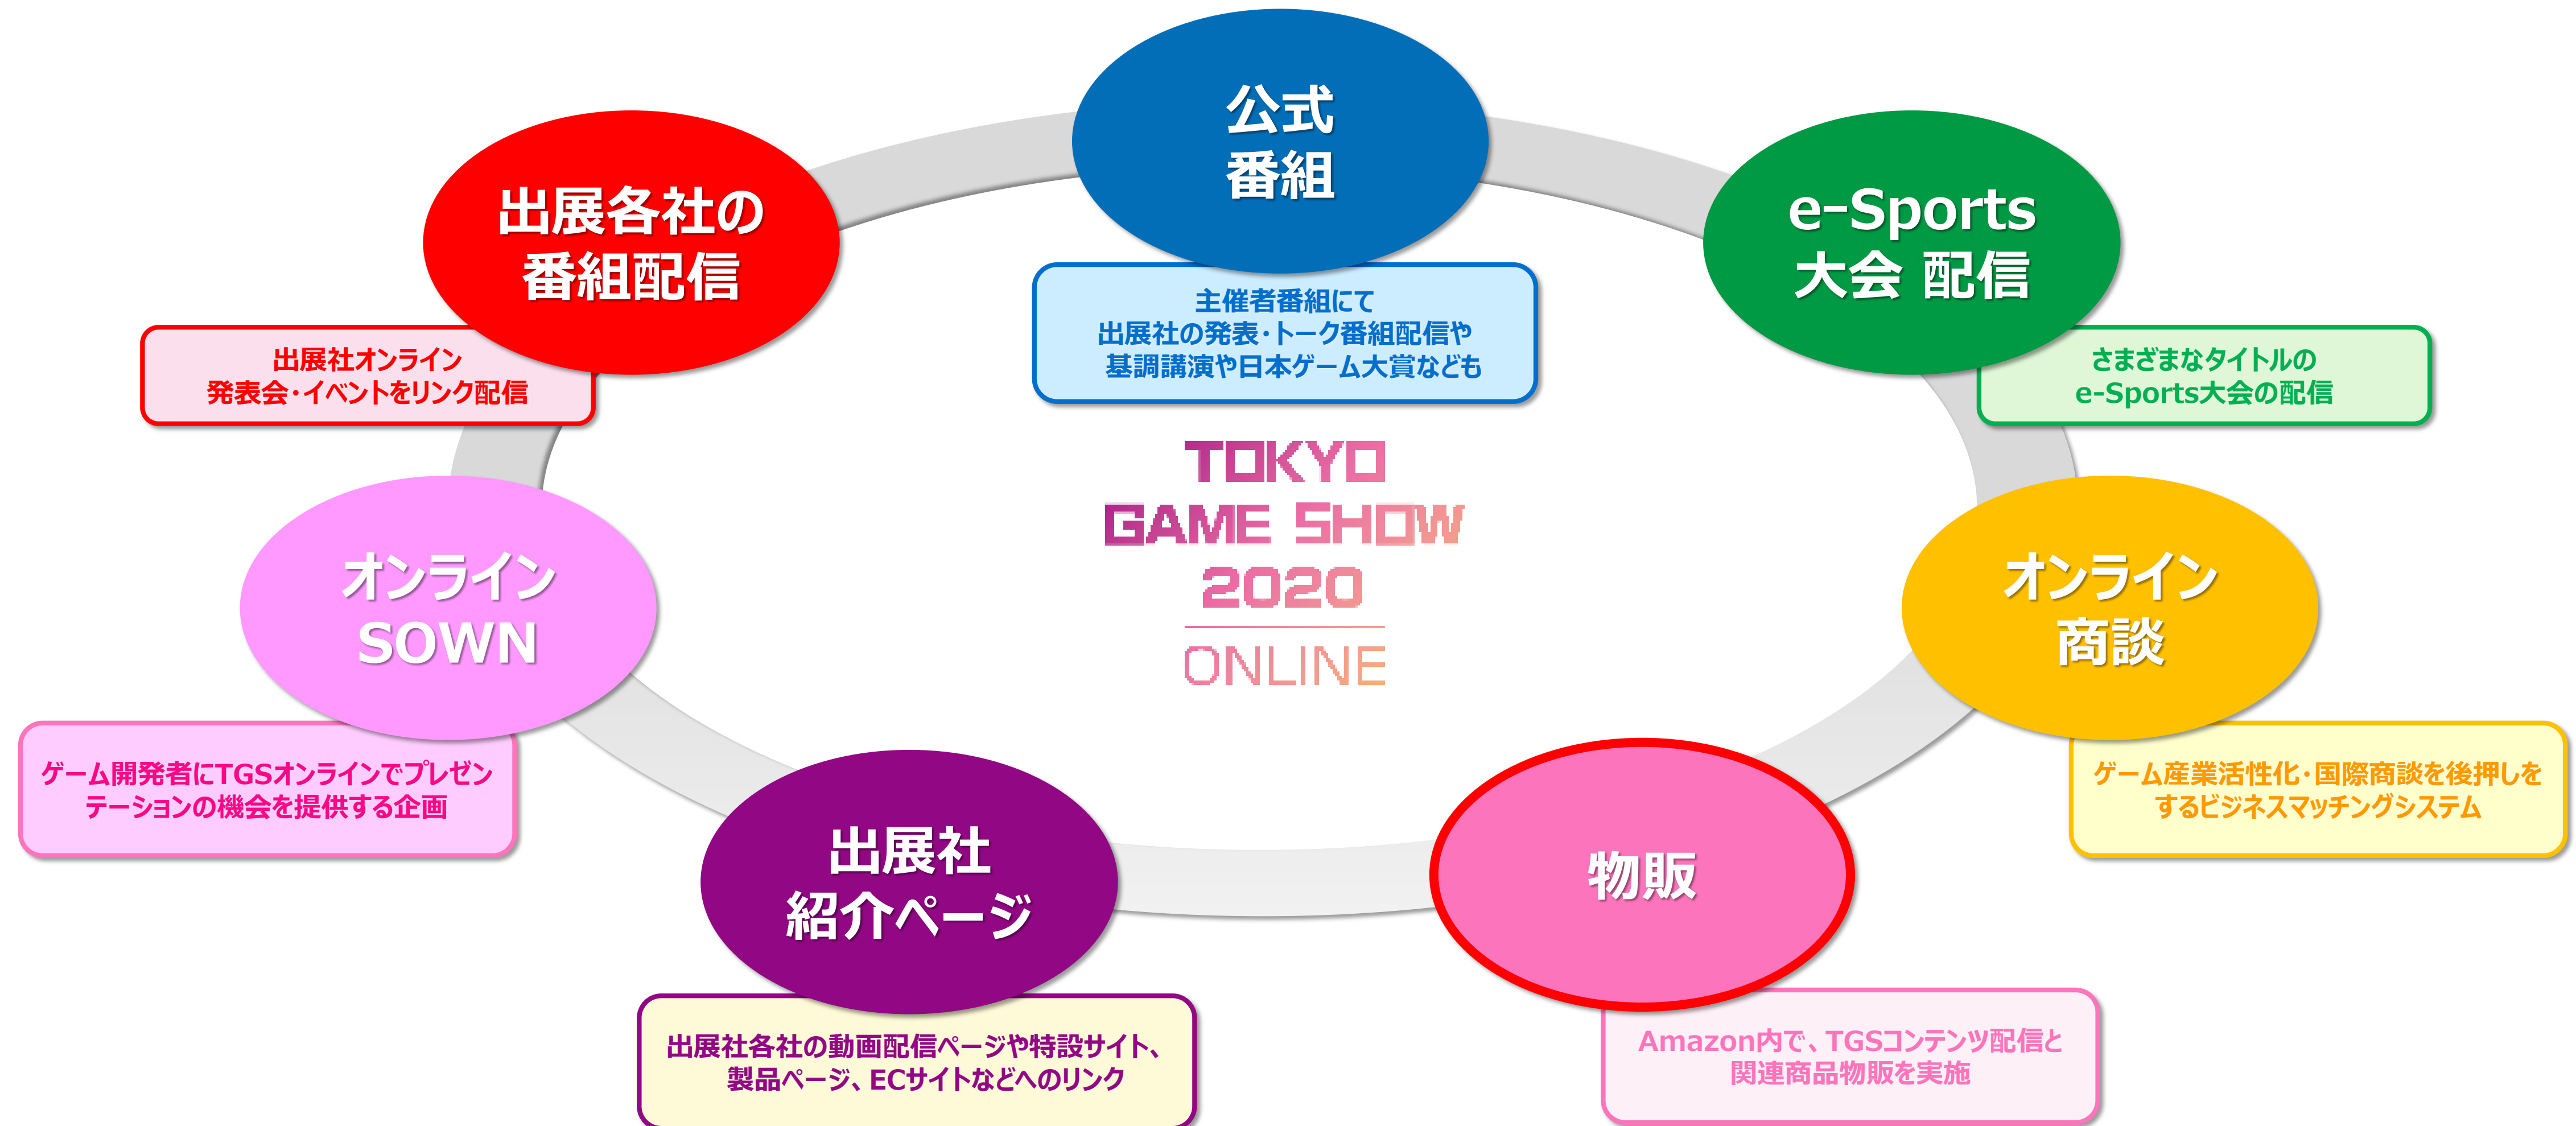 公式
番組
主催者番組にて
出展社の発表・トーク番組配信や
基調講演や日本ゲーム大賞なども
出展各社の
番組配信
出展社オンライン
発表会・イベントをリンク配信
e-Sports
大会 配信
さまざまなタイトルの
e-Sports大会の配信
TOKYO
GAME SHOW
2020
ONLINE
オンライン
SOWN
ゲーム開発者にTGSオンラインでプレゼン
テーションの機会を提供する企画
オンライン
商談
ゲーム産業活性化・国際商談を後押しを
するビジネスマッチングシステム
出展社
紹介ページ
出展社各社の動画配信ページや特設サイト、
製品ページ、ECサイトなどへのリンク
物販
Amazon内で、TGSコンテンツ配信と
関連商品物販を実施